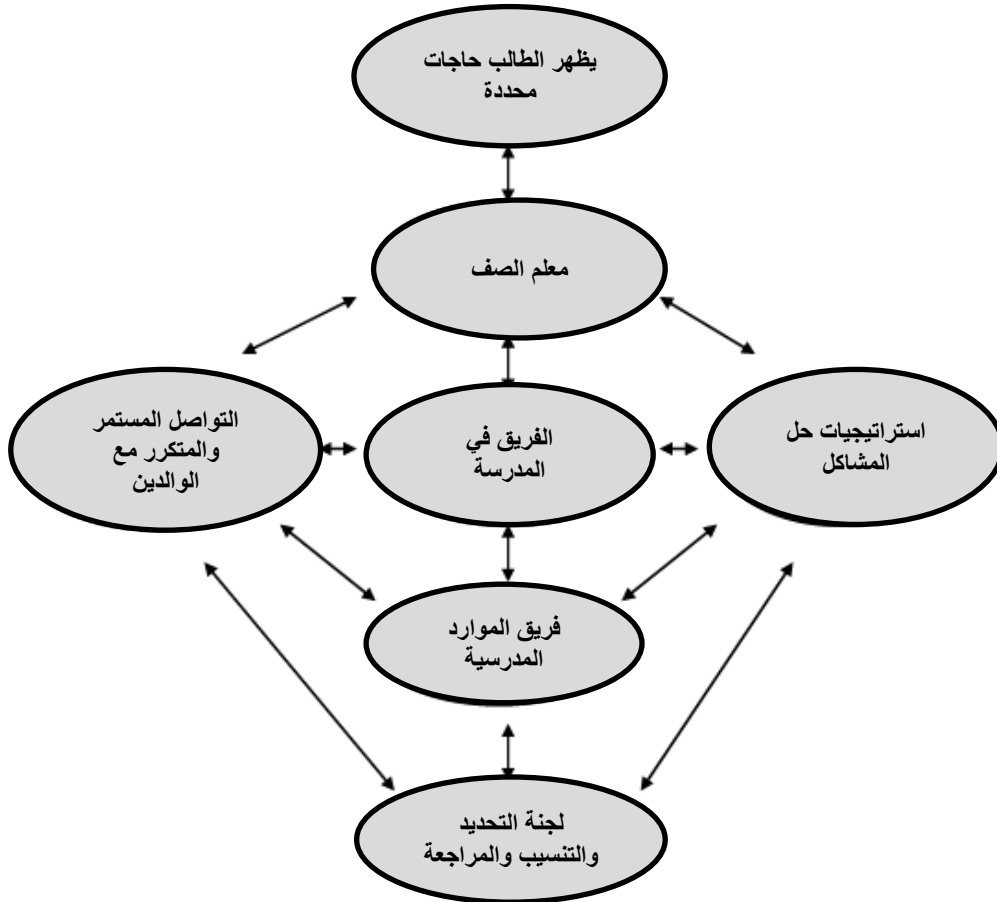 يظهر الطالب حاجات
محددة
معلم الصف
استراتيجيات حل
المشاكل
الفريق في
المدرسة
التواصل المستمر
والمتكرر مع
الوالدين
فريق الموارد
المدرسية
لجنة التحديد
والتنسيب والمراجعة